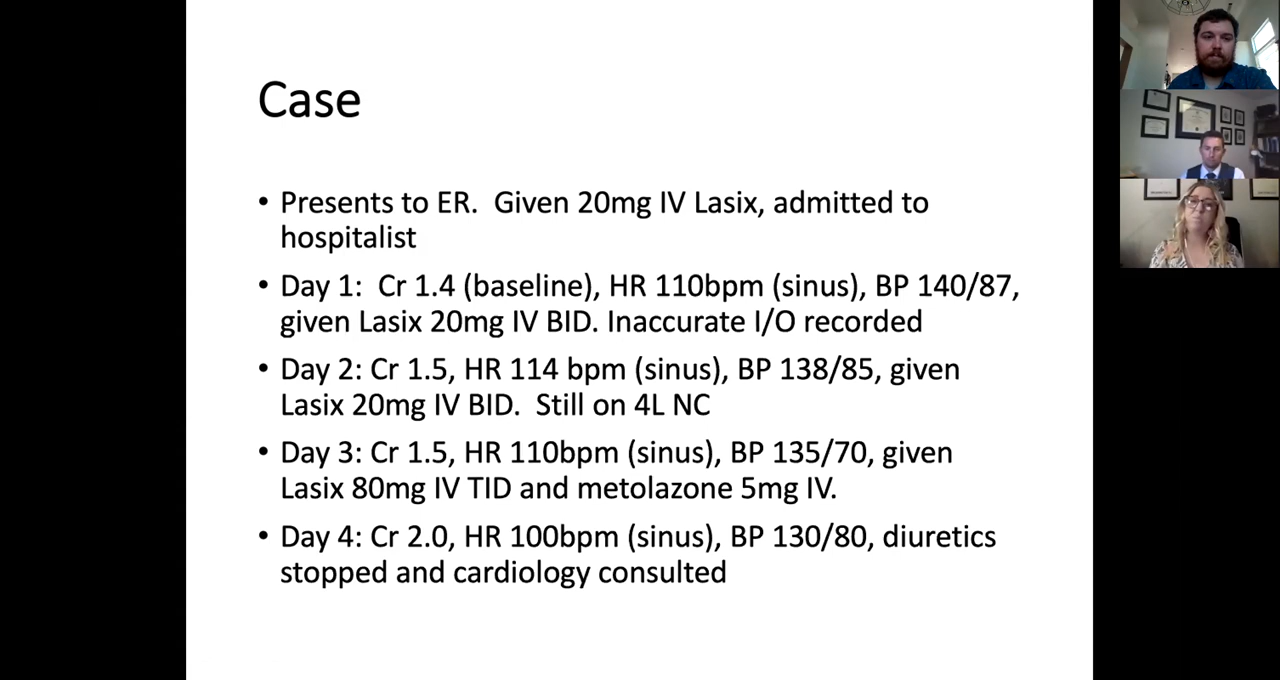 Case
• Presents to ER.  Given 20mg IV Lasix, admitted to
hospitalist
• Day 1:  Cr 1.4 (baseline), HR 110bpm (sinus), BP 140/87,
given Lasix 20mg IV BID. Inaccurate I/O recorded
• Day 2: Cr 1.5, HR 114 bpm (sinus), BP 138/85, given
Lasix 20mg IV BID.  Still on 4L NC
• Day 3: Cr 1.5, HR 110bpm (sinus), BP 135/70, given
Lasix 80mg IV TID and metolazone 5mg IV.
• Day 4: Cr 2.0, HR 100bpm (sinus), BP 130/80, diuretics
stopped and cardiology consulted